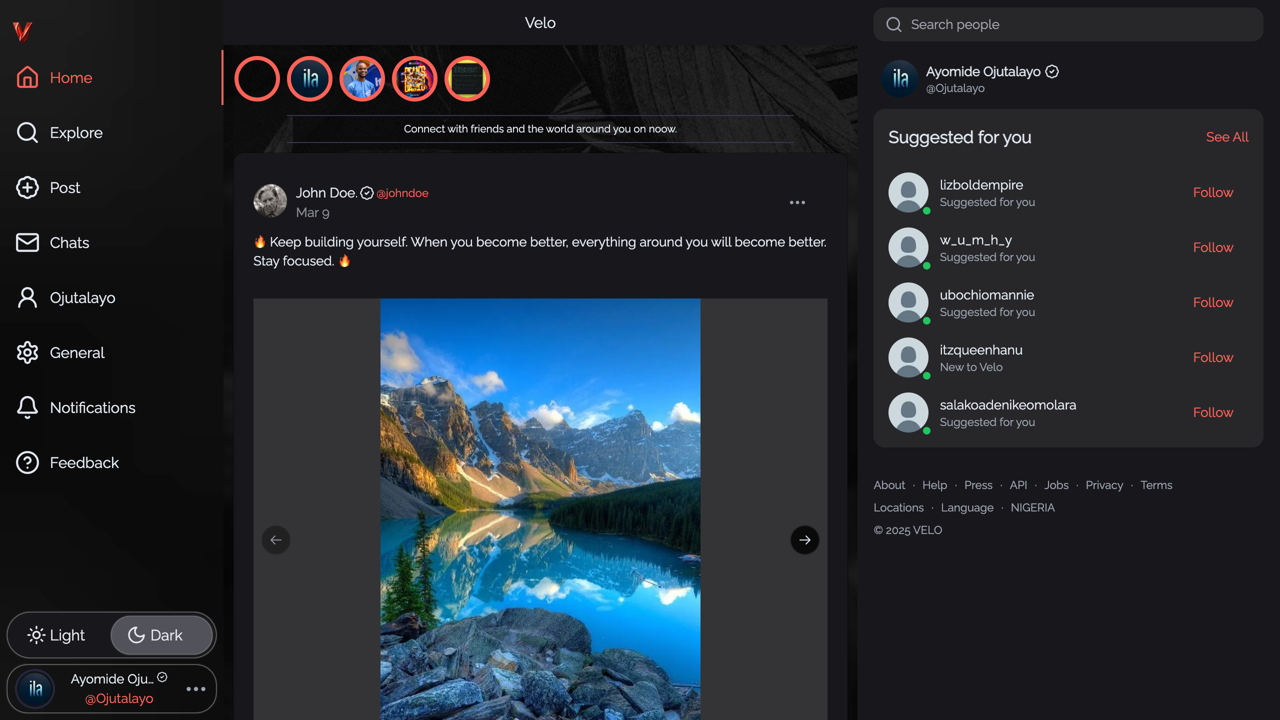 Home
Explore
Post
Chats
Ojutalayo
General
Notifications
Feedback
Light
Dark
Ayomide Oju...
@Ojutalayo
Velo
ila
Connect with friends and the world around you on noow.
John Doe. @johndoe
Mar 9
🔥 Keep building yourself. When you become better, everything around you will become better.
Stay focused. 🔥
Search people
ila
Ayomide Ojutalayo
@Ojutalayo
Suggested for you
See All
lizboldempire
Suggested for you
Follow
w_u_m_h_y
Suggested for you
Follow
ubochiomannie
Suggested for you
Follow
itzqueenhanu
New to Velo
Follow
salakoadenikeomolara
Suggested for you
Follow
About · Help · Press · API · Jobs · Privacy · Terms
Locations · Language · NIGERIA
© 2025 VELO
ila